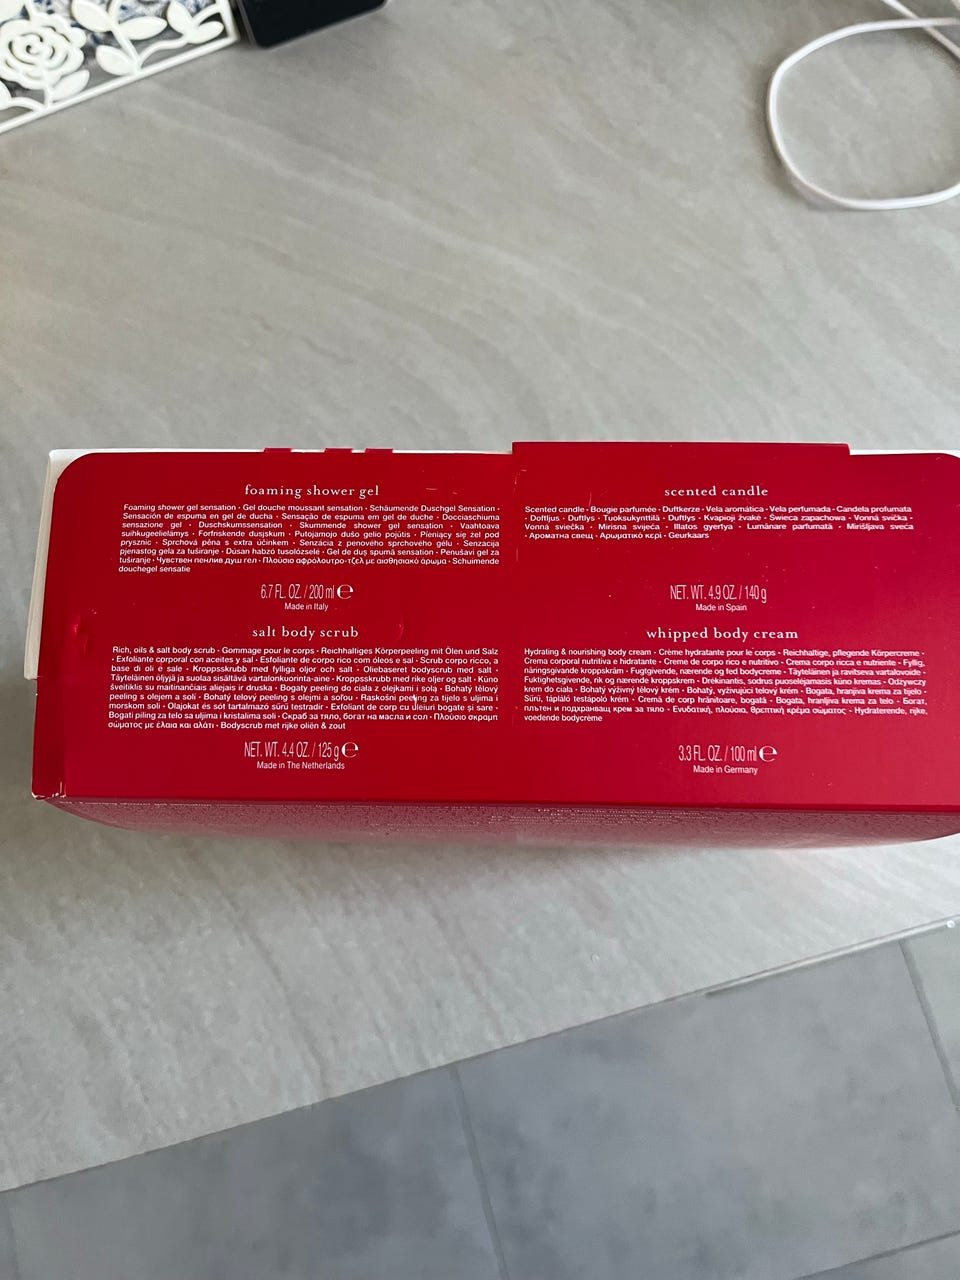 foaming shower gel
Foaming shower gel sensation • Gel douche moussant sensation • Schäumende Duschgel Sensation •
Sensación de espuma en gel de ducha • Sensação de espuma em gel de duche • Docciaschiuma
sensazione gel • Duschskumssensation • Skummende shower gel sensation • Vaahtoava
suihkugeelielämys • Forfriskende dusjskum • Putojamojo dušo gelio pojūtis • Pieniący się żel pod
prysznic • Sprchová pěna s extra účinkem • Senzácia z penového sprchového gélu • Senzacija
pjenastog gela za tuširanje • Dúsan habzó tusolózselé • Gel de duș spumă sensation • Penušavi gel za
tuširanje • Чувствен пенлив душ гел • Πλούσιο αφρόλουτρο-τζελ με αισθησιακό άρωμα • Schuimende
douchegel sensatie
6.7 FL. OZ. / 200 ml ℮
Made in Italy
salt body scrub
Rich, oils & salt body scrub • Gommage pour le corps • Reichhaltiges Körperpeeling mit Ölen und Salz
• Exfoliante corporal con aceites y sal • Esfoliante de corpo rico com óleos e sal • Scrub corpo ricco, a
base di oli e sale • Kroppsskrubb med fylliga oljor och salt • Oliebaseret bodyscrub med salt •
Täyteläinen öljyjä ja suolaa sisältävä vartalonkuorinta-aine • Kroppsskrubb med rike oljer og salt • Kūno
šveitiklis su maitinančiais aliejais ir druska • Bogaty peeling do ciała z olejkami i solą • Bohatý tělový
peeling s olejem a solí • Bohatý telový peeling s olejmi a soľou • Raskošni peeling za tijelo s uljima i
morskom soli • Olajokat és sót tartalmazó sűrű testradír • Exfoliant de corp cu uleiuri bogate și sare •
Bogati piling za telo sa uljima i kristalima soli • Скраб за тяло, богат на масла и сол • Πλούσιο σκραμπ
σώματος με έλαια και αλάτι • Bodyscrub met rijke oliën & zout
NET. WT. 4.4 OZ. / 125 g ℮
Made in The Netherlands
scented candle
Scented candle • Bougie parfumée • Duftkerze • Vela aromática • Vela perfumada • Candela profumata
• Doftljus • Duftlys • Tuoksukynttilä • Duftlys • Kvapioji žvakė • Świeca zapachowa • Vonná svíčka •
Vonná sviečka • Mirisna svijeća • Illatos gyertya • Lumânare parfumată • Mirišljava sveća
• Ароматна свещ • Αρωματικό κερί • Geurkaars
NET. WT. 4.9 OZ. / 140 g
Made in Spain
whipped body cream
Hydrating & nourishing body cream • Crème hydratante pour le corps • Reichhaltige, pflegende Körpercreme •
Crema corporal nutritiva e hidratante • Creme de corpo rico e nutritivo • Crema corpo ricca e nutriente • Fyllig,
näringsgivande kroppskräm • Fugtgivende, nærende og fed bodycreme • Täyteläinen ja ravitseva vartalovoide •
Fuktighetsgivende, rik og nærende kroppskrem • Drėkinantis, sodrus puoselėjamasis kūno kremas • Odżywczy
krem do ciała • Bohatý výživný tělový krém • Bohatý, vyživujúci telový krém • Bogata, hranjiva krema za tijelo •
Sűrű, tápláló testápoló krém • Cremă de corp hrănitoare, bogată • Bogata, hranljiva krema za telo • Богат,
плътен и подхранващ крем за тяло • Ενυδατική, πλούσια, θρεπτική κρέμα σώματος • Hydraterende, rijke,
voedende bodycrème
3.3 FL. OZ. / 100 ml ℮
Made in Germany